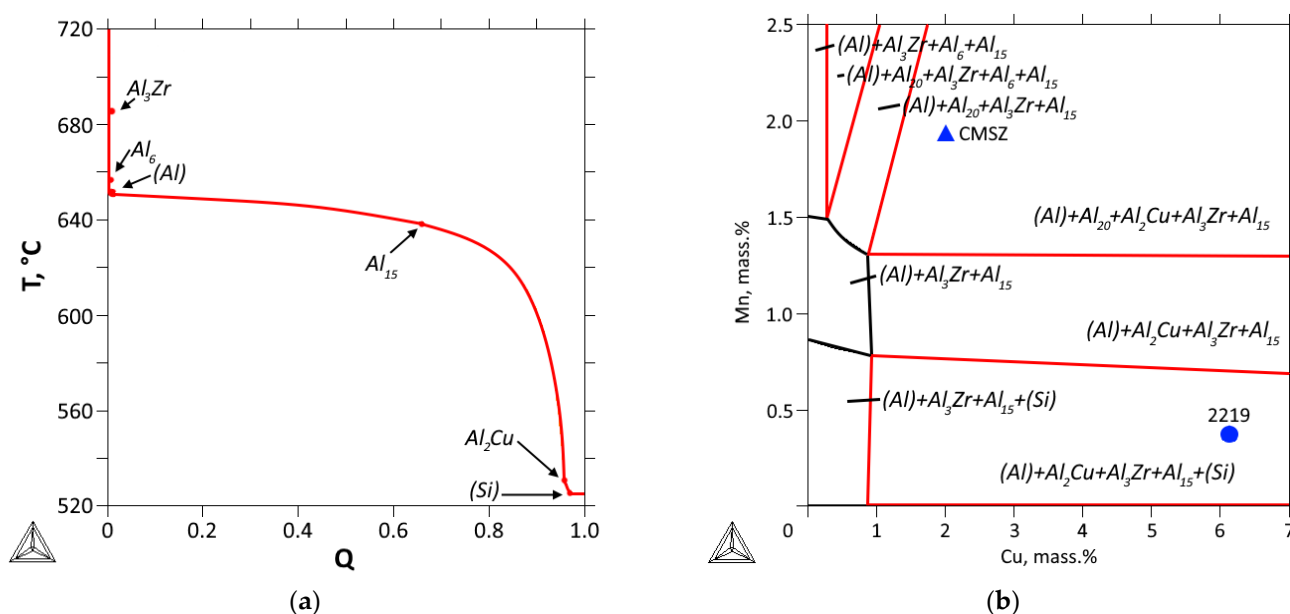 720
680
640
600
560
520
T, °C
Al₃Zr
Al₆
(Al)
Al₁₅
Al₂Cu
(Si)
0
0.2
0.4
0.6
0.8
1.0
Q
(a)
2.5
2.0
1.5
1.0
0.5
Mn, mass.%
(Al)+Al₃Zr+Al₆+Al₁₅
(Al)+Al₂₀+Al₃Zr+Al₆+Al₁₅
(Al)+Al₂₀+Al₃Zr+Al₁₅
CMSZ
(Al)+Al₂₀+Al₂Cu+Al₃Zr+Al₁₅
(Al)+Al₃Zr+Al₁₅
(Al)+Al₂Cu+Al₃Zr+Al₁₅
(Al)+Al₃Zr+Al₁₅+(Si)
2219
(Al)+Al₂Cu+Al₃Zr+Al₁₅+(Si)
0
1
2
3
4
5
6
7
Cu, mass.%
(b)